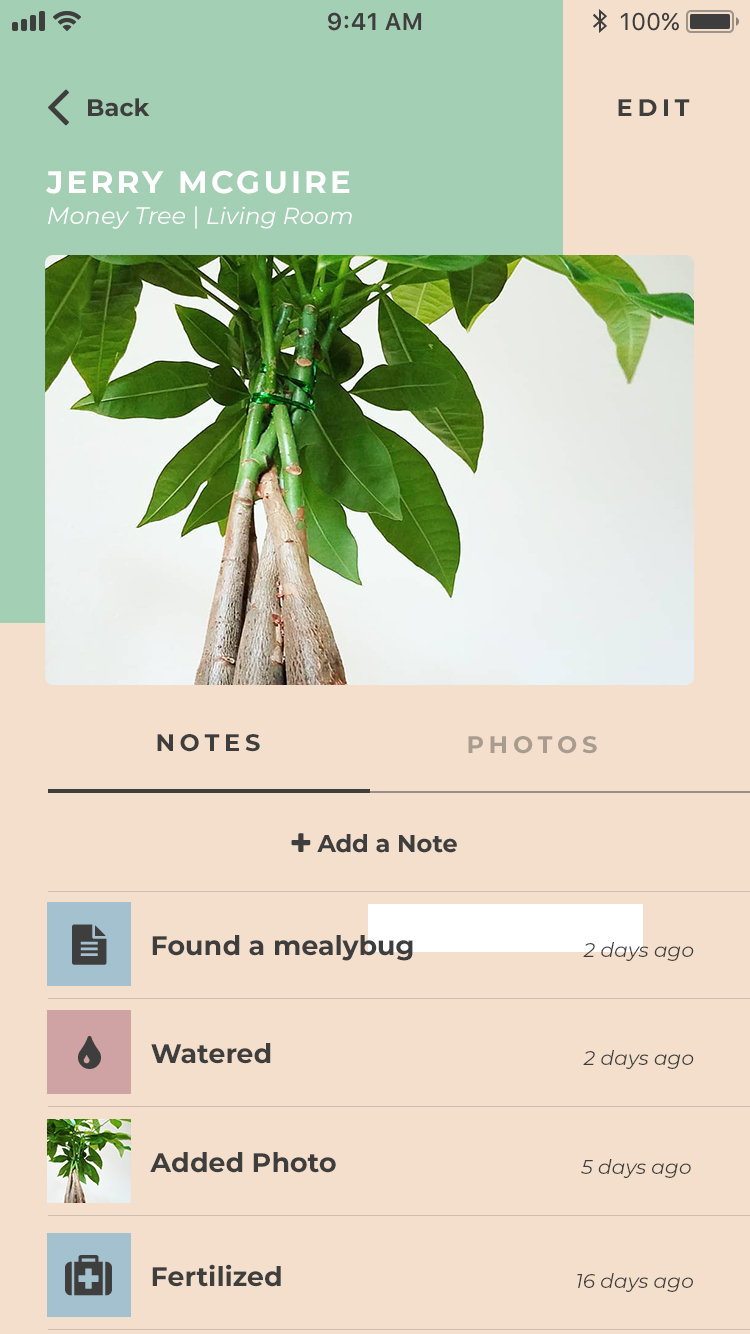 9:41 AM
100%
Back
EDIT
JERRY MCGUIRE
Money Tree | Living Room
NOTES
PHOTOS
Add a Note
Found a mealybug
2 days ago
Watered
2 days ago
Added Photo
5 days ago
Fertilized
16 days ago